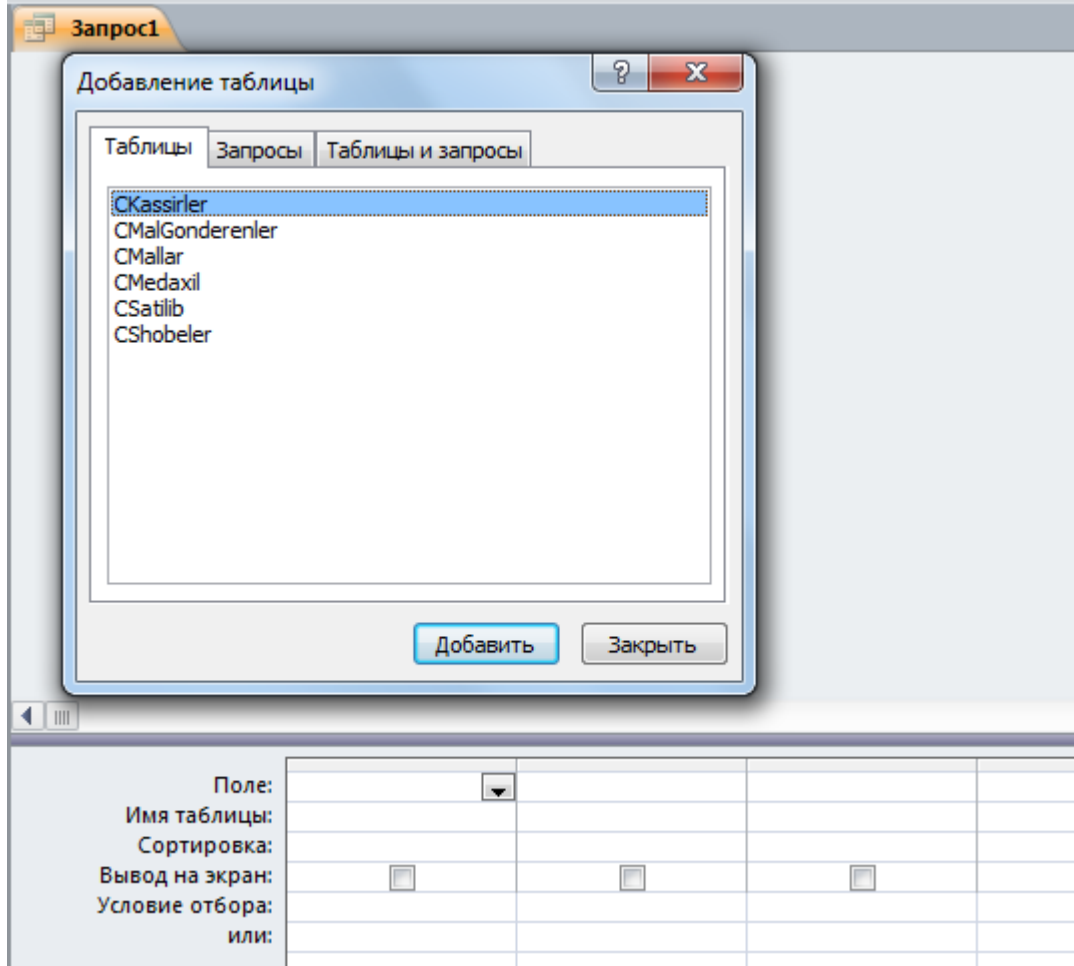 Запрос1
Добавление таблицы
Таблицы Запросы Таблицы и запросы
CKassirler
CMalGonderenler
CMallar
CMedaxil
CSatilib
CShobeler
Добавить Закрыть
Поле:
Имя таблицы:
Сортировка:
Вывод на экран:
Условие отбора:
или: